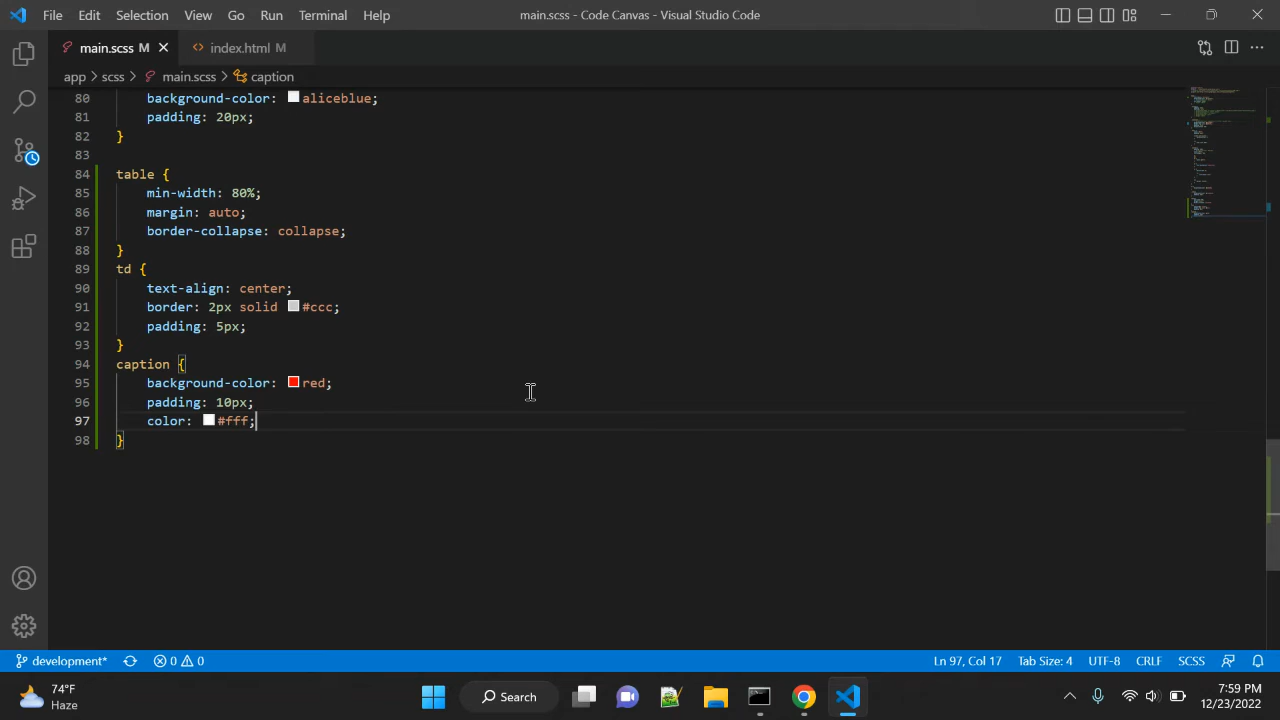 File Edit Selection View Go Run Terminal Help main.scss - Code Canvas - Visual Studio Code
main.scss M index.html M
app > scss > main.scss > caption
80 background-color: aliceblue;
81 padding: 20px;
82 }
83
84 table {
85 min-width: 80%;
86 margin: auto;
87 border-collapse: collapse;
88 }
89 td {
90 text-align: center;
91 border: 2px solid #ccc;
92 padding: 5px;
93 }
94 caption {
95 background-color: red;
96 padding: 10px;
97 color: #fff;
98 }
development* 0 0 Ln 97, Col 17 Tab Size: 4 UTF-8 CRLF SCSS
74°F
Haze
Search
7:59 PM
12/23/2022